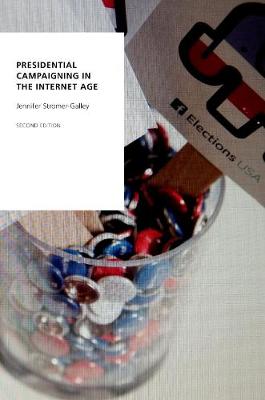 PRESIDENTIAL
CAMPAIGNING IN
THE INTERNET AGE
Jennifer Stromer-Galley
SECOND EDITION
Elections
USA